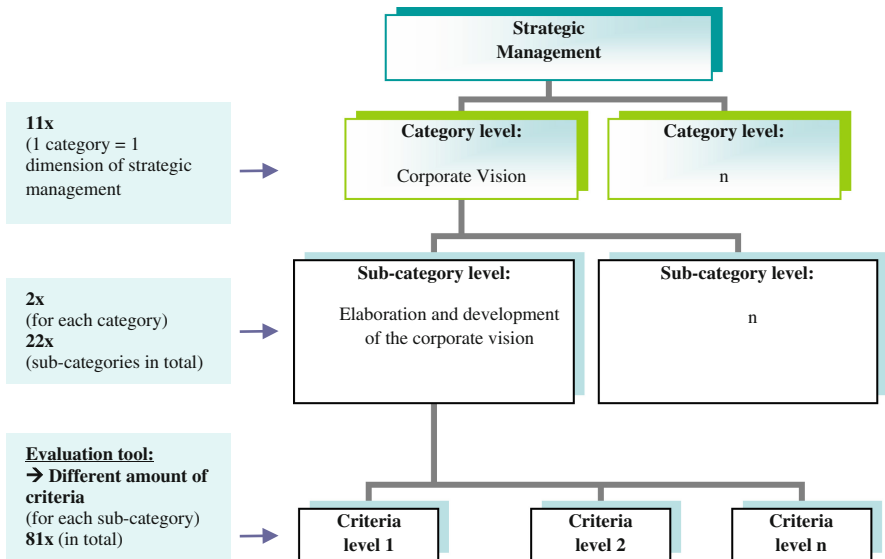 Strategic
Management
11x
(1 category = 1
dimension of strategic
management
Category level:
Corporate Vision
Category level:
n
2x
(for each category)
22x
(sub-categories in total)
Sub-category level:
Elaboration and development
of the corporate vision
Sub-category level:
n
Evaluation tool:
→ Different amount of
criteria
(for each sub-category)
81x (in total)
Criteria
level 1
Criteria
level 2
Criteria
level n